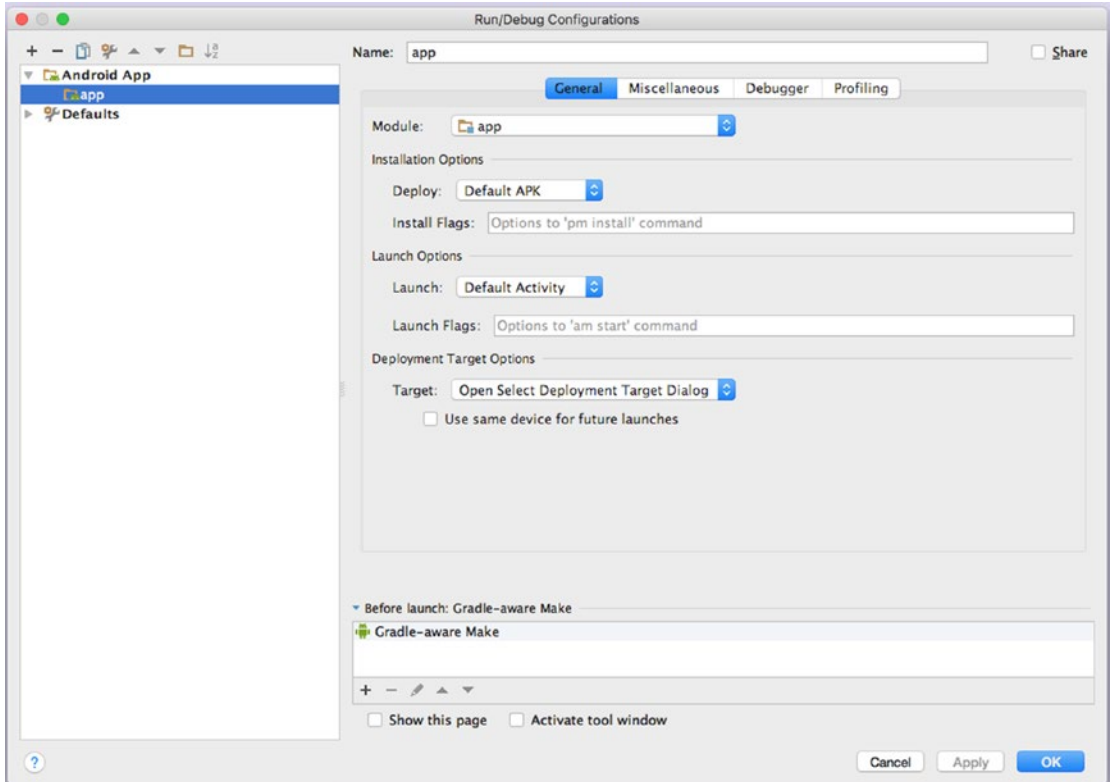 Run/Debug Configurations
Name: app
Share
Android App
app
Defaults
General Miscellaneous Debugger Profiling
Module: app
Installation Options
Deploy: Default APK
Install Flags: Options to 'pm install' command
Launch Options
Launch: Default Activity
Launch Flags: Options to 'am start' command
Deployment Target Options
Target: Open Select Deployment Target Dialog
Use same device for future launches
Before launch: Gradle-aware Make
Gradle-aware Make
Show this page Activate tool window
? Cancel Apply OK